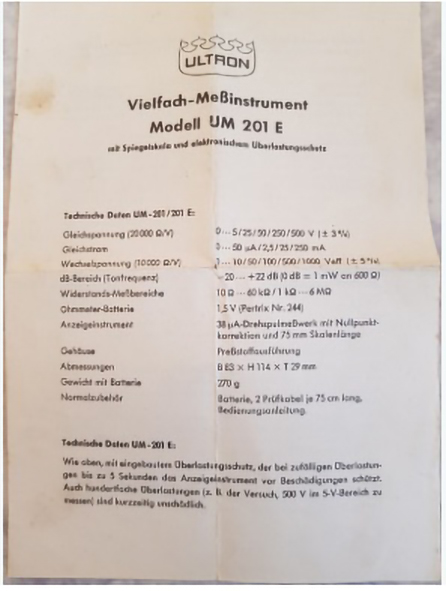 ULTRON
Vielfach-Meßinstrument
Modell UM 201 E
mit Spiegelskala und elektronischem Überlastungsschutz
Technische Daten UM-201/201 E:
Gleichspannung (20000 Ω/V) 0...5/25/50/250/500 V (± 3%)
Gleichstrom 0...50 µA/2,5/25/250 mA
Wechselspannung (10000 Ω/V) 1...10/50/100/500/1000 Veff (± 5%)
dB-Bereich (Tonfrequenz) —20... +22 dB (0 dB = 1 mW an 600 Ω)
Widerstands-Meßbereiche 10 Ω...60 kΩ / 1 kΩ...6 MΩ
Ohmmeter-Batterie 1,5 V (Pertrix Nr. 244)
Anzeigeinstrument 38 µA-Drehspulmeßwerk mit Nullpunkt-
korrektion und 75 mm Skalenlänge
Gehäuse Preßstoffausführung
Abmessungen B 83 × H 114 × T 29 mm
Gewicht mit Batterie 270 g
Normalzubehör Batterie, 2 Prüfkabel je 75 cm lang,
Bedienungsanleitung.
Technische Daten UM-201 E:
Wie oben, mit eingebautem Überlastungsschutz, der bei zufälligen Überlastun-
gen bis zu 5 Sekunden das Anzeigeinstrument vor Beschädigungen schützt.
Auch hundertfache Überlastungen (z. B. der Versuch, 500 V im 5-V-Bereich zu
messen) sind kurzzeitig unschädlich.